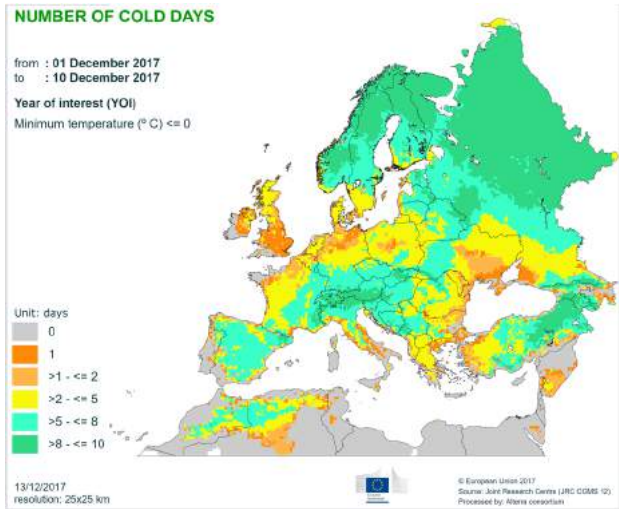 NUMBER OF COLD DAYS
from : 01 December 2017
to : 10 December 2017
Year of interest (YOI)
Minimum temperature (º C) <= 0
Unit: days
0
1
>1 - <= 2
>2 - <= 5
>5 - <= 8
>8 - <= 10
13/12/2017
resolution: 25x25 km
European
Commission
© European Union 2017
Source: Joint Research Centre (JRC COMS 12)
Processed by: Alterra consortium